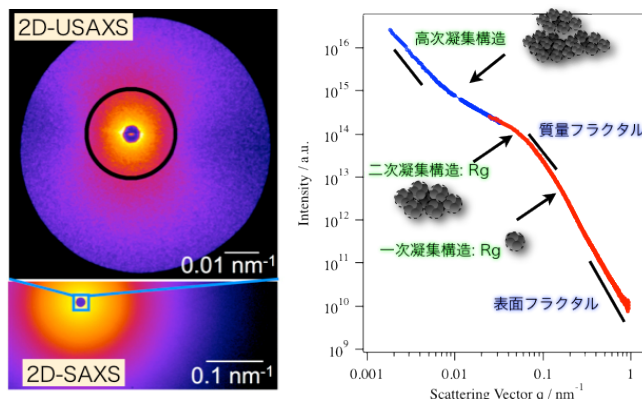 2D-USAXS
0.01 nm-1
2D-SAXS
0.1 nm-1
Intensity / a.u.
10^16
10^15
10^14
10^13
10^12
10^11
10^10
10^9
高次凝集構造
質量フラクタル
二次凝集構造: Rg
一次凝集構造: Rg
表面フラクタル
0.001
0.01
0.1
1
Scattering Vector q / nm-1